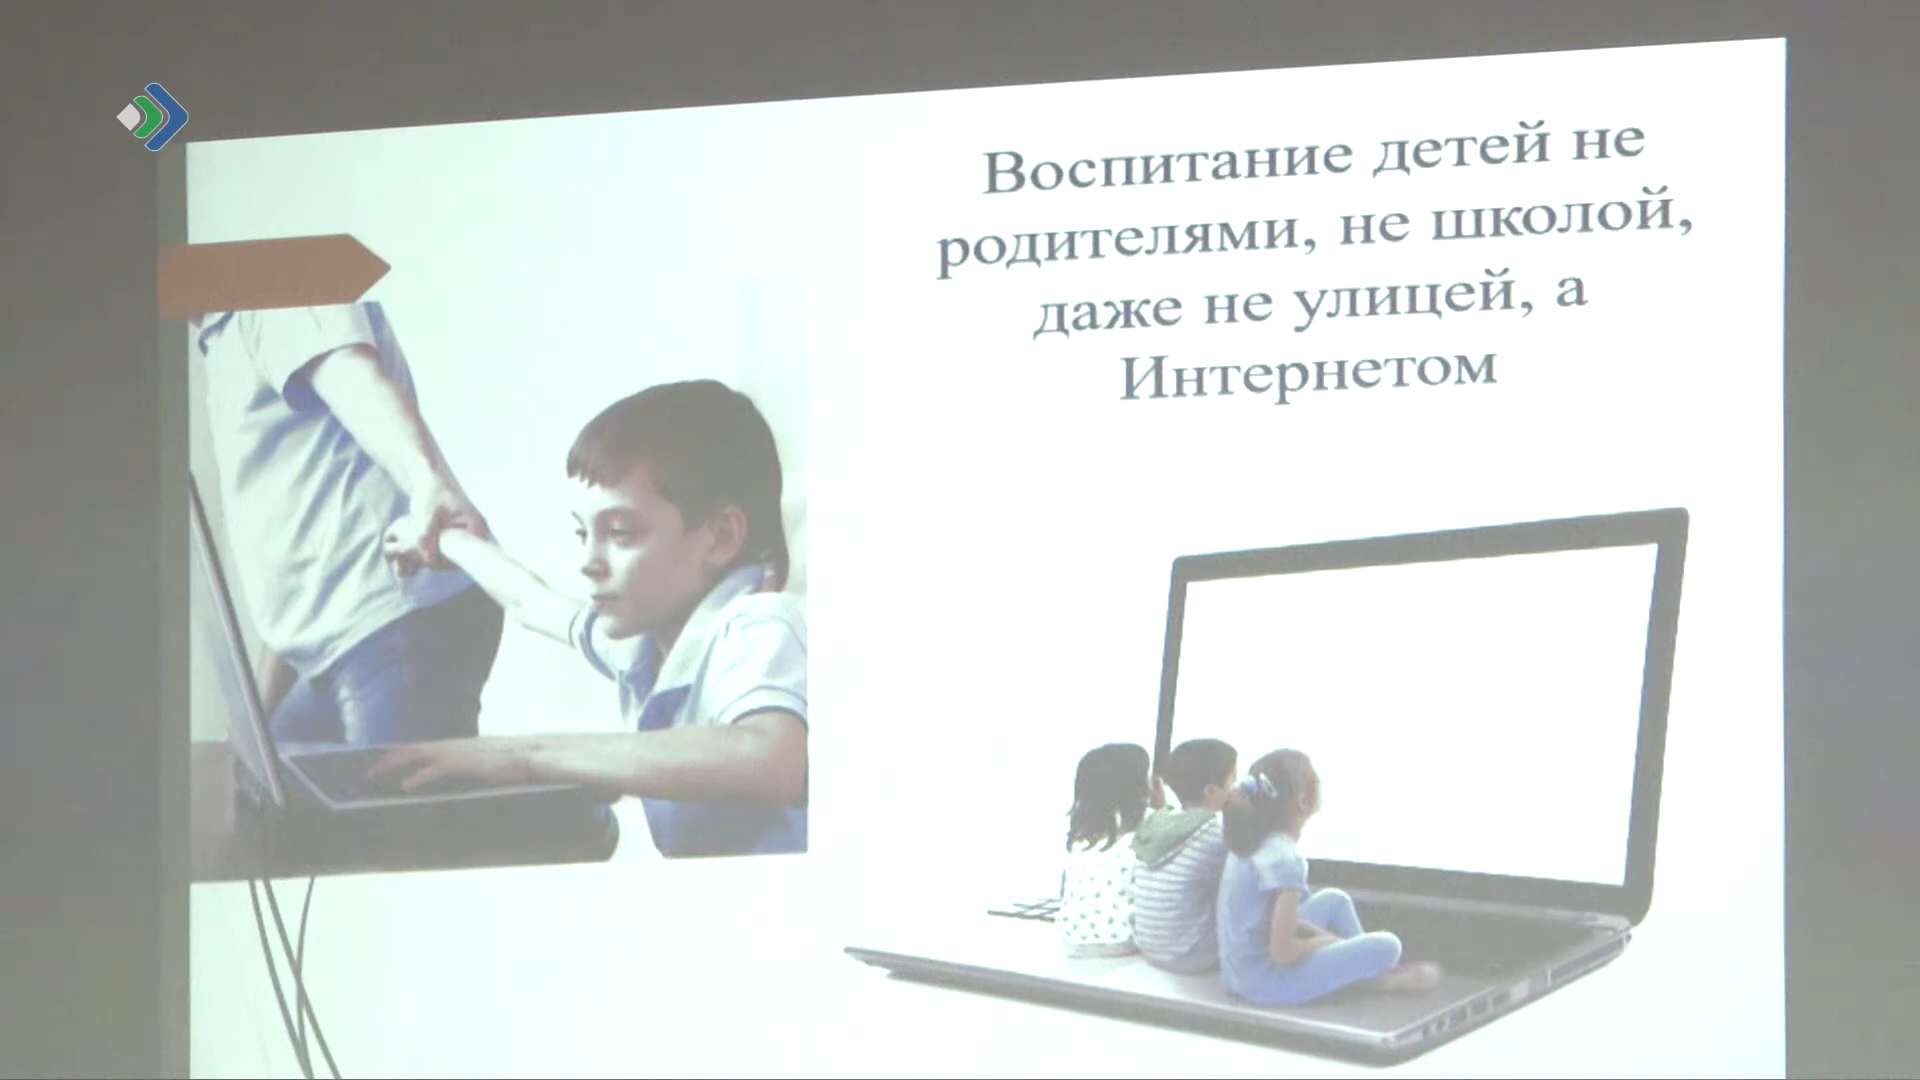 Воспитание детей не
родителями, не школой,
даже не улицей, а
Интернетом